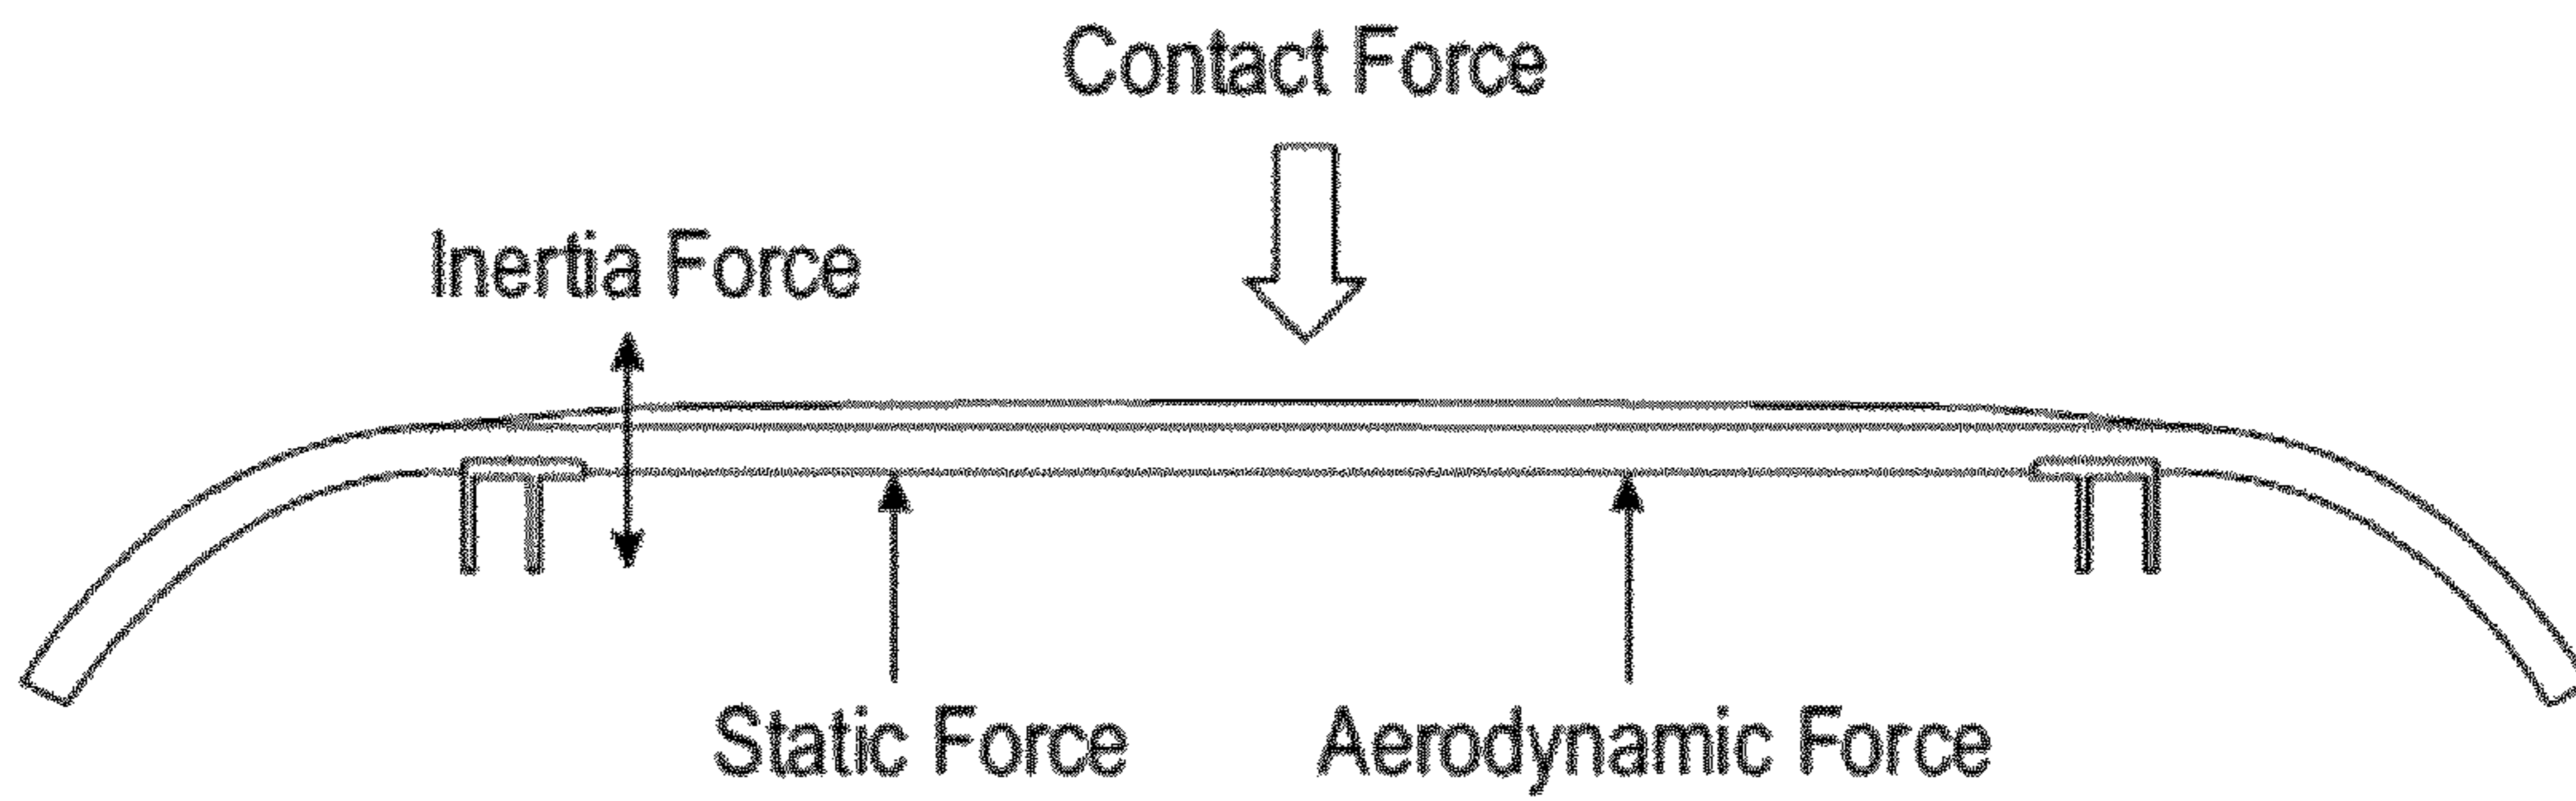 Contact Force
Inertia Force
Static Force
Aerodynamic Force